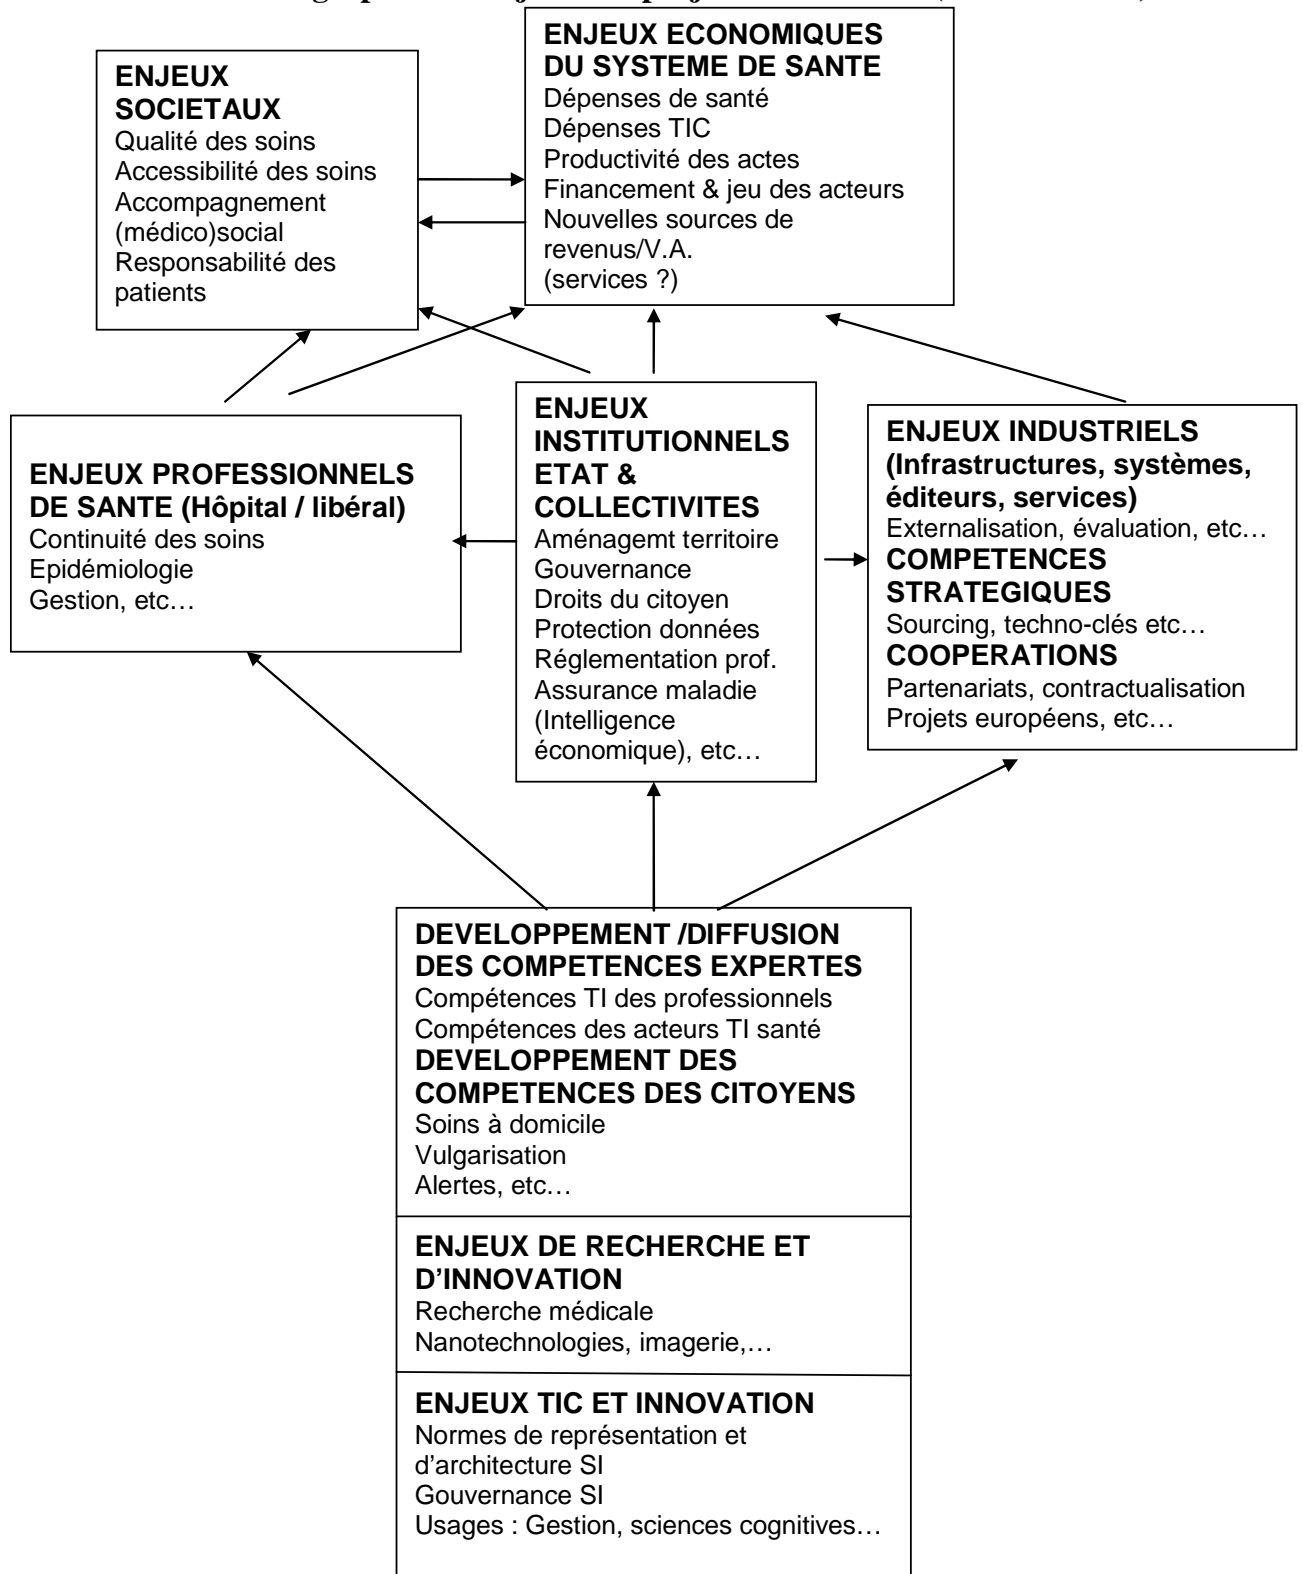 ENJEUX
SOCIETAUX
Qualité des soins
Accessibilité des soins
Accompagnement
(médico)social
Responsabilité des
patients
ENJEUX ECONOMIQUES
DU SYSTEME DE SANTE
Dépenses de santé
Dépenses TIC
Productivité des actes
Financement & jeu des acteurs
Nouvelles sources de
revenus/V.A.
(services ?)
ENJEUX PROFESSIONNELS
DE SANTE (Hôpital / libéral)
Continuité des soins
Epidémiologie
Gestion, etc…
ENJEUX
INSTITUTIONNELS
ETAT &
COLLECTIVITES
Aménagemt territoire
Gouvernance
Droits du citoyen
Protection données
Réglementation prof.
Assurance maladie
(Intelligence
économique), etc…
ENJEUX INDUSTRIELS
(Infrastructures, systèmes,
éditeurs, services)
Externalisation, évaluation, etc…
COMPETENCES
STRATEGIQUES
Sourcing, techno-clés etc…
COOPERATIONS
Partenariats, contractualisation
Projets européens, etc…
DEVELOPPEMENT /DIFFUSION
DES COMPETENCES EXPERTES
Compétences TI des professionnels
Compétences des acteurs TI santé
DEVELOPPEMENT DES
COMPETENCES DES CITOYENS
Soins à domicile
Vulgarisation
Alertes, etc…
ENJEUX DE RECHERCHE ET
D’INNOVATION
Recherche médicale
Nanotechnologies, imagerie,…
ENJEUX TIC ET INNOVATION
Normes de représentation et
d’architecture SI
Gouvernance SI
Usages : Gestion, sciences cognitives…